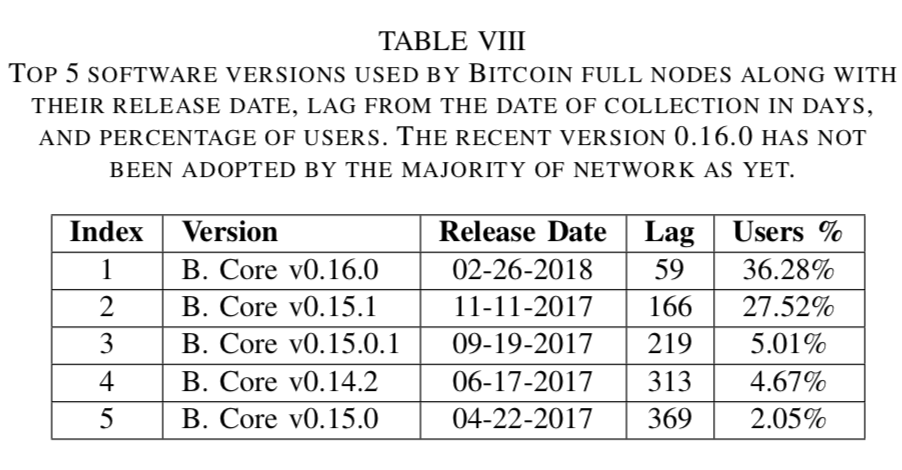 TABLE VIII
TOP 5 SOFTWARE VERSIONS USED BY BITCOIN FULL NODES ALONG WITH
THEIR RELEASE DATE, LAG FROM THE DATE OF COLLECTION IN DAYS,
AND PERCENTAGE OF USERS. THE RECENT VERSION 0.16.0 HAS NOT
BEEN ADOPTED BY THE MAJORITY OF NETWORK AS YET.
Index Version Release Date Lag Users %
1 B. Core v0.16.0 02-26-2018 59 36.28%
2 B. Core v0.15.1 11-11-2017 166 27.52%
3 B. Core v0.15.0.1 09-19-2017 219 5.01%
4 B. Core v0.14.2 06-17-2017 313 4.67%
5 B. Core v0.15.0 04-22-2017 369 2.05%